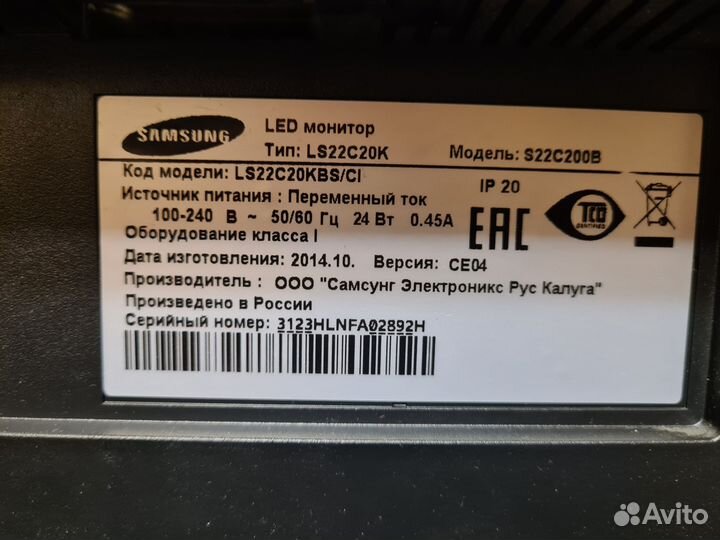 SAMSUNG
LED монитор
Тип: LS22C20K Модель: S22C200B
Код модели: LS22C20KBS/CI IP 20
Источник питания : Переменный ток
100-240 В ~ 50/60 Гц 24 Вт 0.45A
EAC
TCO
CERTIFIED
Оборудование класса I
Дата изготовления: 2014.10. Версия: CE04
Производитель : ООО "Самсунг Электроникс Рус Калуга"
Произведено в России
Серийный номер: 3123HLNFA02892H
Avito